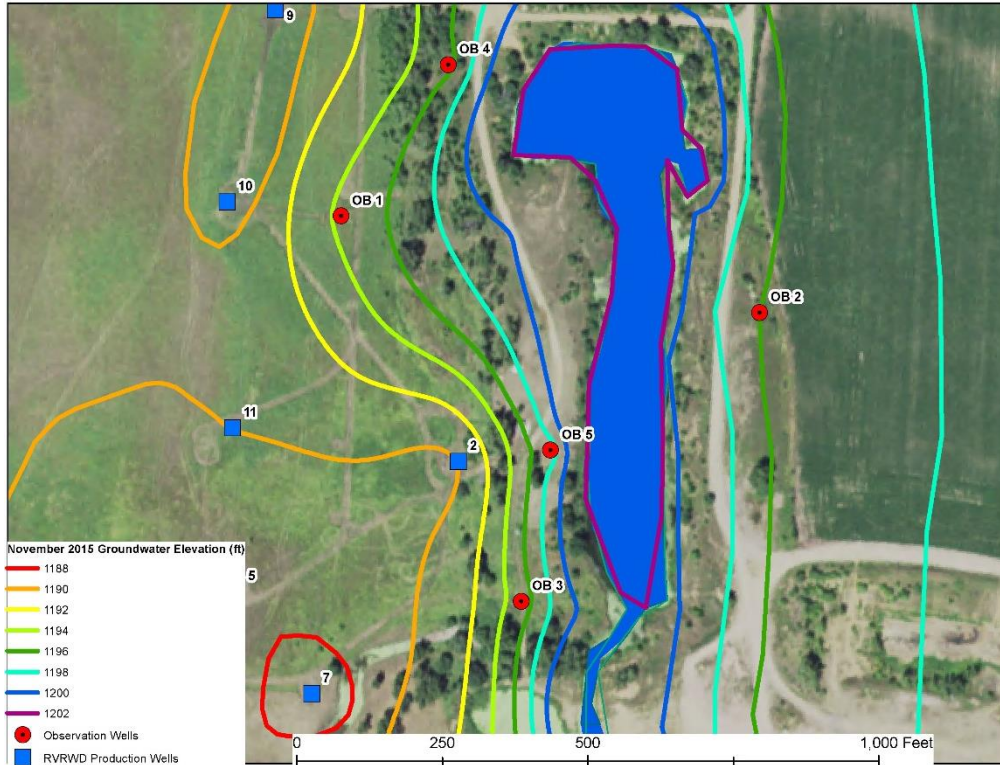 9
OB 4
10
OB 1
OB 2
11
2
OB 5
November 2015 Groundwater Elevation (ft)
1188
1190
1192
1194
1196
1198
1200
1202
Observation Wells
RVRWD Production Wells
5
OB 3
7
0 250 500 1,000 Feet